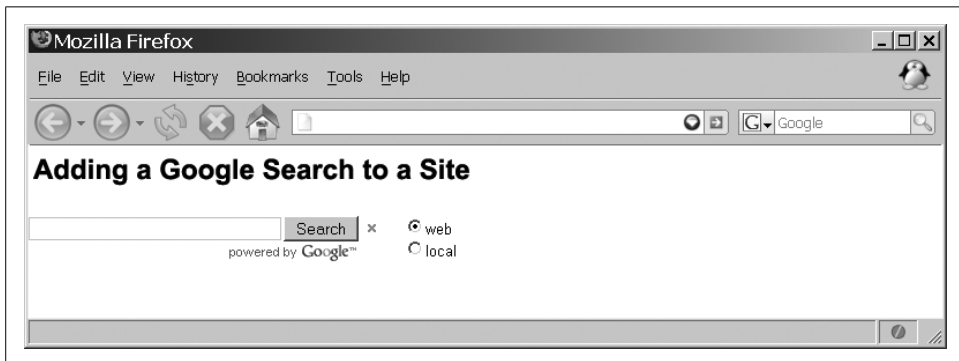 Mozilla Firefox
File Edit View History Bookmarks Tools Help
G Google
Adding a Google Search to a Site
Search × web
powered by Google™ local